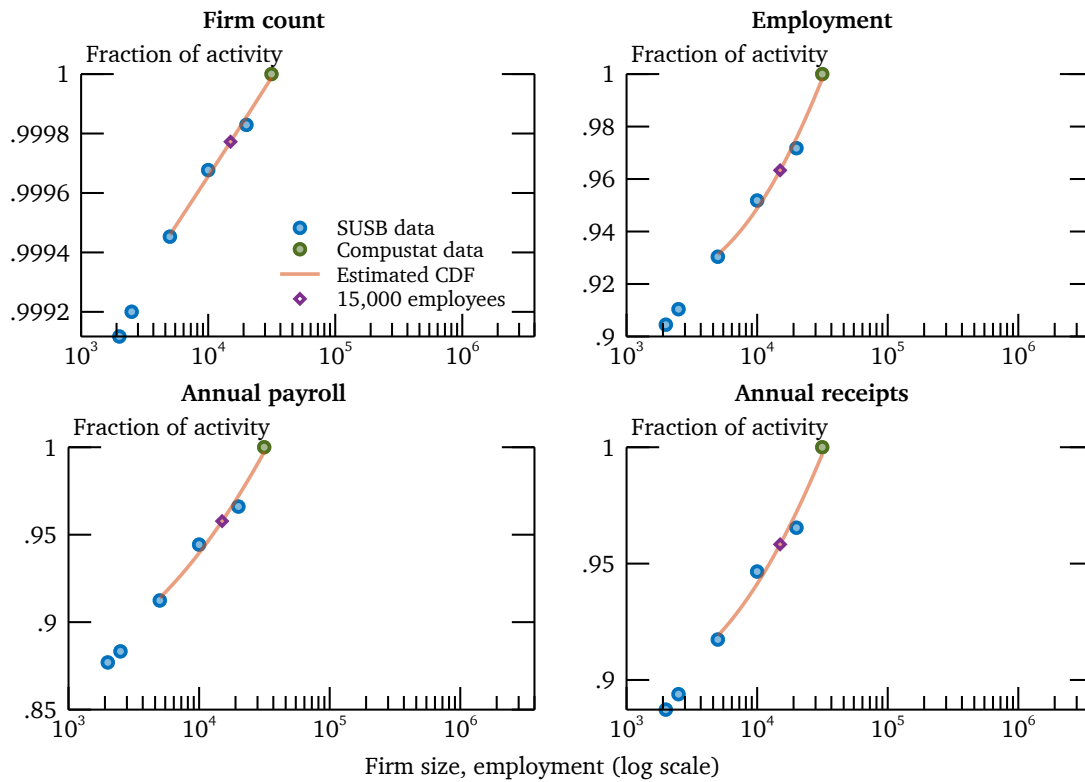 Firm count
Fraction of activity
1
.9998
.9996
.9994
.9992
10³ 10⁴ 10⁵ 10⁶
SUSB data
Compustat data
Estimated CDF
15,000 employees
Employment
Fraction of activity
1
.98
.96
.94
.92
.9
10³ 10⁴ 10⁵ 10⁶
Annual payroll
Fraction of activity
1
.95
.9
.85
10³ 10⁴ 10⁵ 10⁶
Annual receipts
Fraction of activity
1
.95
.9
10³ 10⁴ 10⁵ 10⁶
Firm size, employment (log scale)